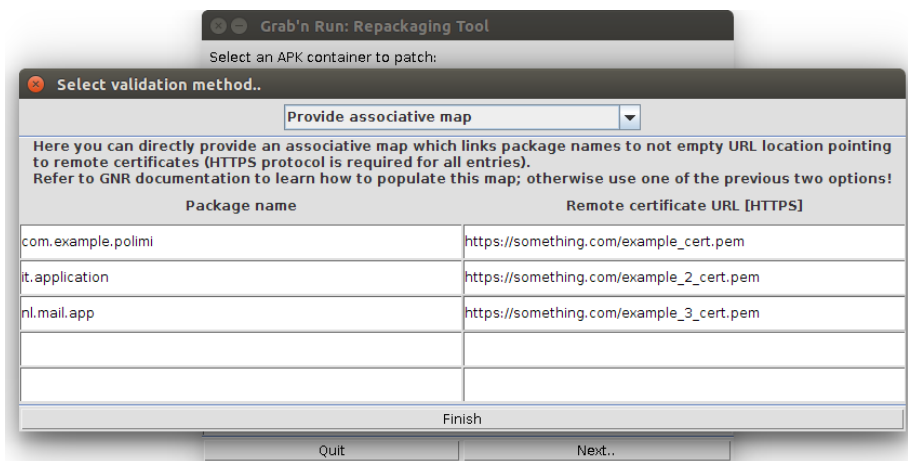 Grab'n Run: Repackaging Tool
Select an APK container to patch:
Select validation method..
Provide associative map
Here you can directly provide an associative map which links package names to not empty URL location pointing
to remote certificates (HTTPS protocol is required for all entries).
Refer to GNR documentation to learn how to populate this map; otherwise use one of the previous two options!
Package name Remote certificate URL [HTTPS]
com.example.polimi https://something.com/example_cert.pem
it.application https://something.com/example_2_cert.pem
nl.mail.app https://something.com/example_3_cert.pem
Finish
Quit Next..